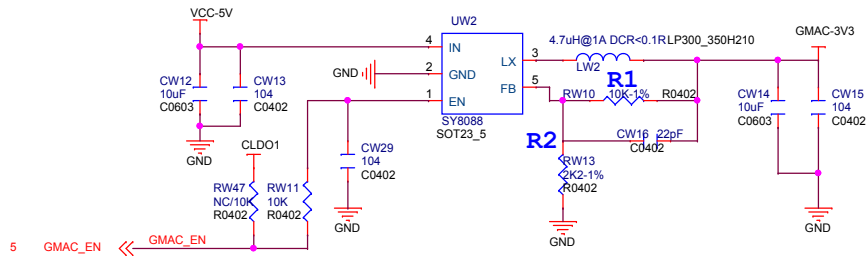 VCC-5V
UW2
4.7uH@1A DCR<0.1R LP300_350H210
GMAC-3V3
4
IN
LX
3
LW2
GND
2
GND
FB
5
R1
CW12
10uF
C0603
CW13
104
C0402
1
EN
RW10
10K-1%
R0402
CW14
10uF
C0603
CW15
104
C0402
SY8088
SOT23_5
GND
CLDO1
CW29
104
C0402
R2
CW16
22pF
C0402
RW13
2K2-1%
R0402
RW47
NC/10K
R0402
RW11
10K
R0402
GND
GND
GND
5
GMAC_EN
GMAC_EN